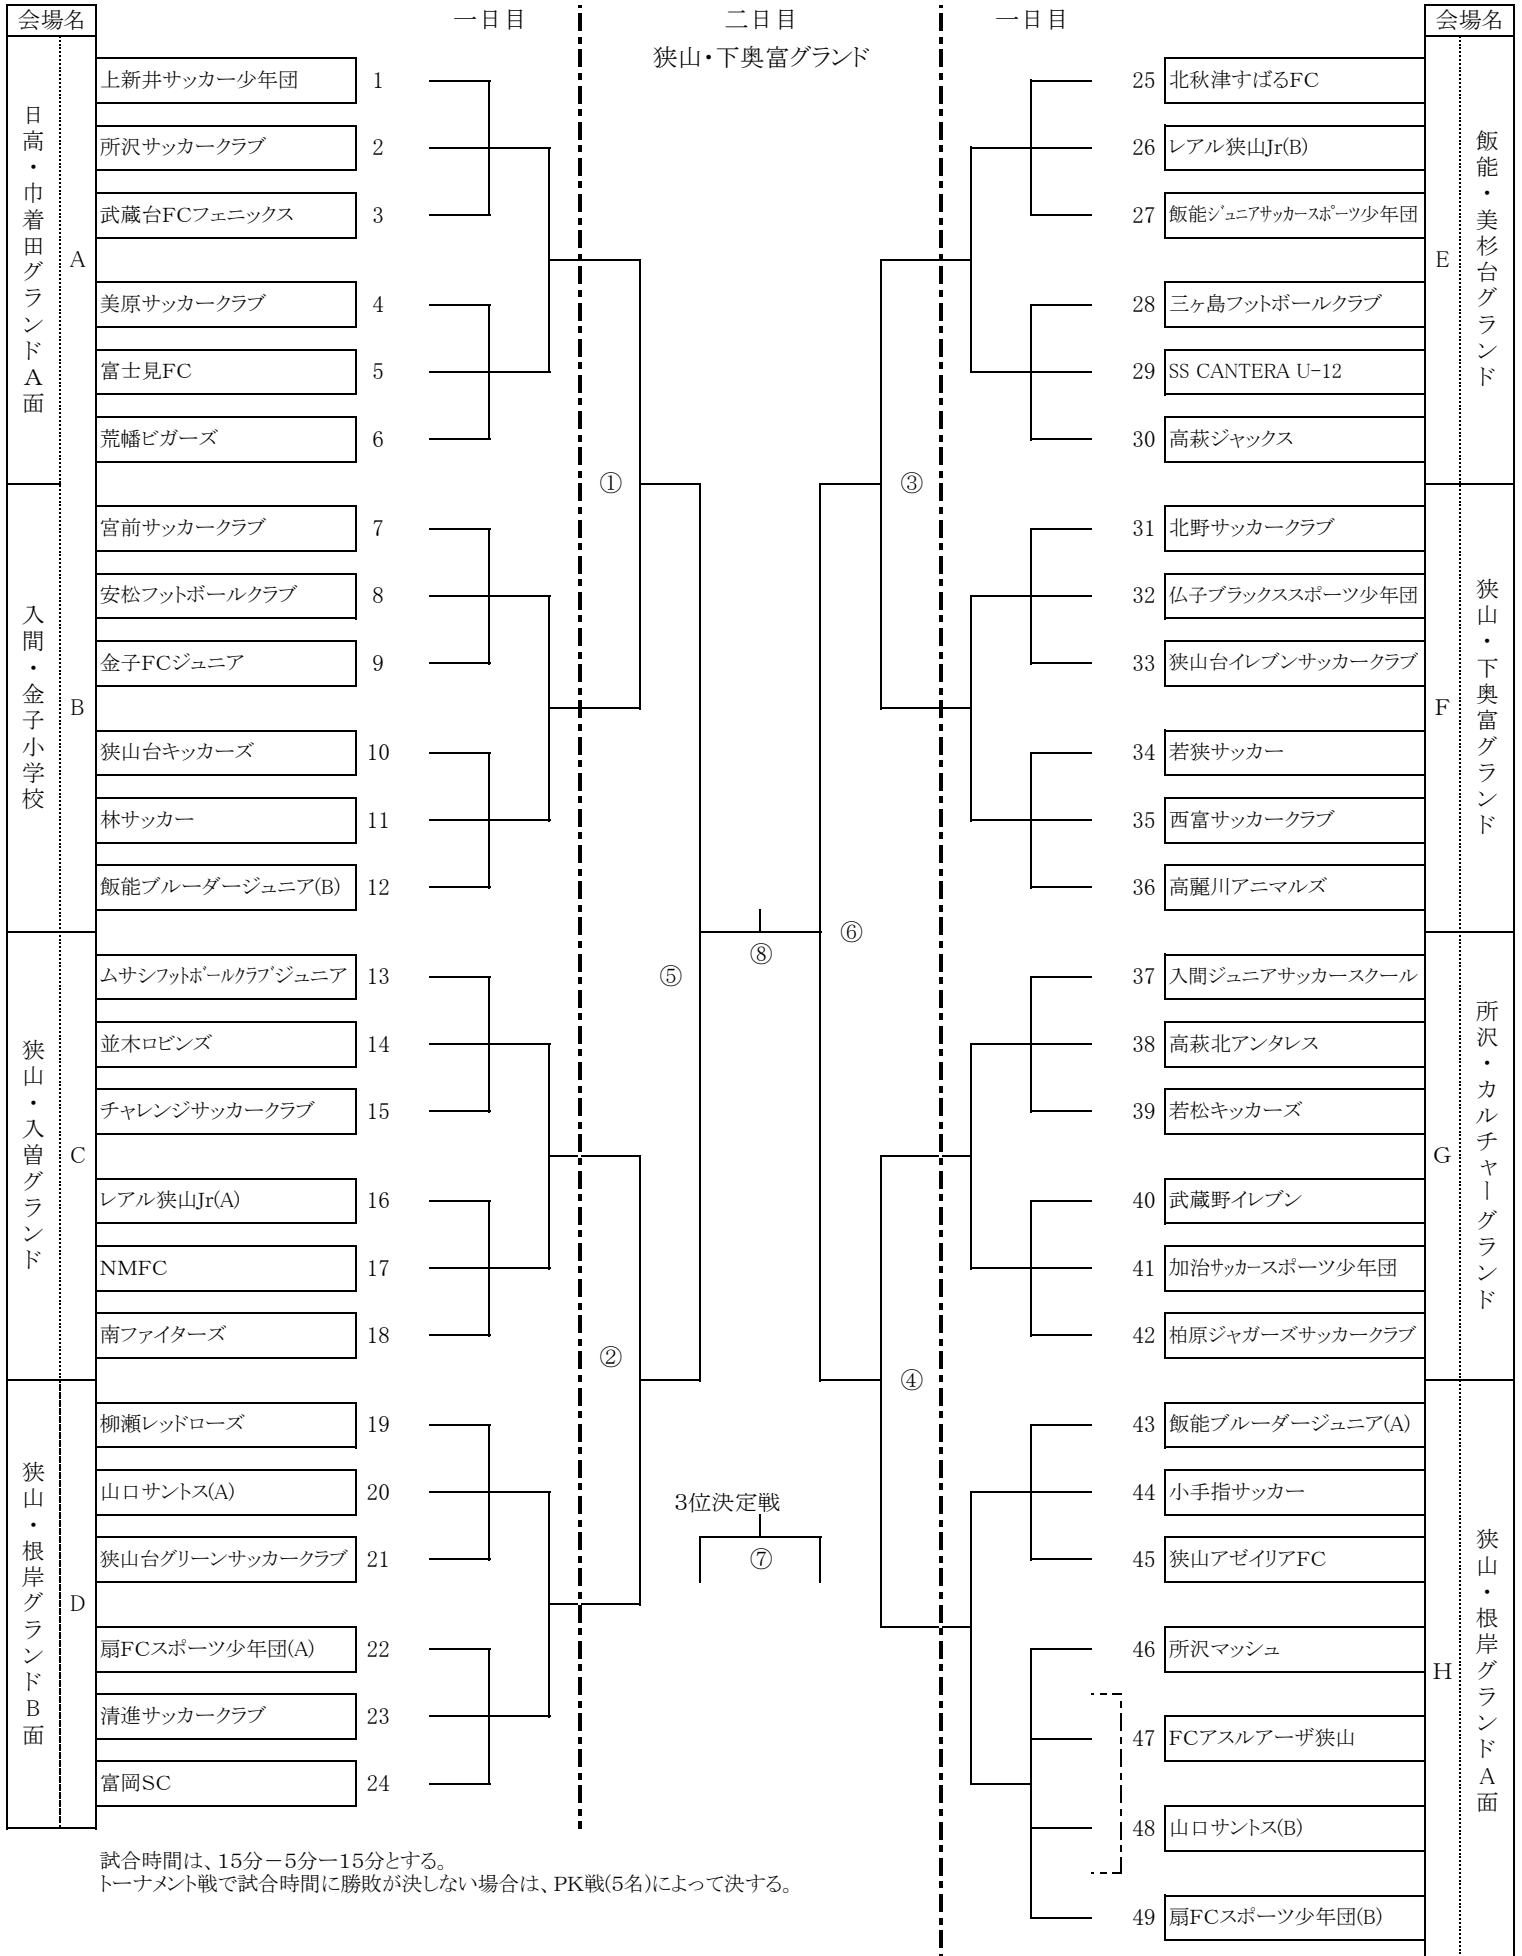 会場名
一日目
二日目
一日目
会場名
狭山・下奥富グランド
日高・巾着田グランドA面
A
上新井サッカー少年団 1
所沢サッカークラブ 2
武蔵台FCフェニックス 3
美原サッカークラブ 4
富士見FC 5
荒幡ビガーズ 6
入間・金子小学校
B
宮前サッカークラブ 7
安松フットボールクラブ 8
金子FCジュニア 9
狭山台キッカーズ 10
林サッカー 11
飯能ブルーダージュニア(B) 12
狭山・入曽グランド
C
ムサシフットボールクラブジュニア 13
並木ロビンズ 14
チャレンジサッカークラブ 15
レアル狭山Jr(A) 16
NMFC 17
南ファイターズ 18
狭山・根岸グランドB面
D
柳瀬レッドローズ 19
山口サントス(A) 20
狭山台グリーンサッカークラブ 21
扇FCスポーツ少年団(A) 22
清進サッカークラブ 23
富岡SC 24
①
②
⑤
⑧
⑥
③
④
3位決定戦
⑦
25 北秋津すばるFC
26 レアル狭山Jr(B)
27 飯能ジュニアサッカースポーツ少年団
28 三ヶ島フットボールクラブ
29 SS CANTERA U-12
30 高萩ジャックス
E
飯能・美杉台グランド
31 北野サッカークラブ
32 仏子ブラックススポーツ少年団
33 狭山台イレブンサッカークラブ
34 若狭サッカー
35 西富サッカークラブ
36 高麗川アニマルズ
F
狭山・下奥富グランド
37 入間ジュニアサッカースクール
38 高萩北アンタレス
39 若松キッカーズ
40 武蔵野イレブン
41 加治サッカースポーツ少年団
42 柏原ジャガーズサッカークラブ
G
所沢・カルチャーグランド
43 飯能ブルーダージュニア(A)
44 小手指サッカー
45 狭山アゼイリアFC
46 所沢マッシュ
47 FCアスルアーザ狭山
48 山口サントス(B)
49 扇FCスポーツ少年団(B)
H
狭山・根岸グランドA面
試合時間は、15分－5分ー15分とする。
トーナメント戦で試合時間に勝敗が決しない場合は、PK戦(5名)によって決する。